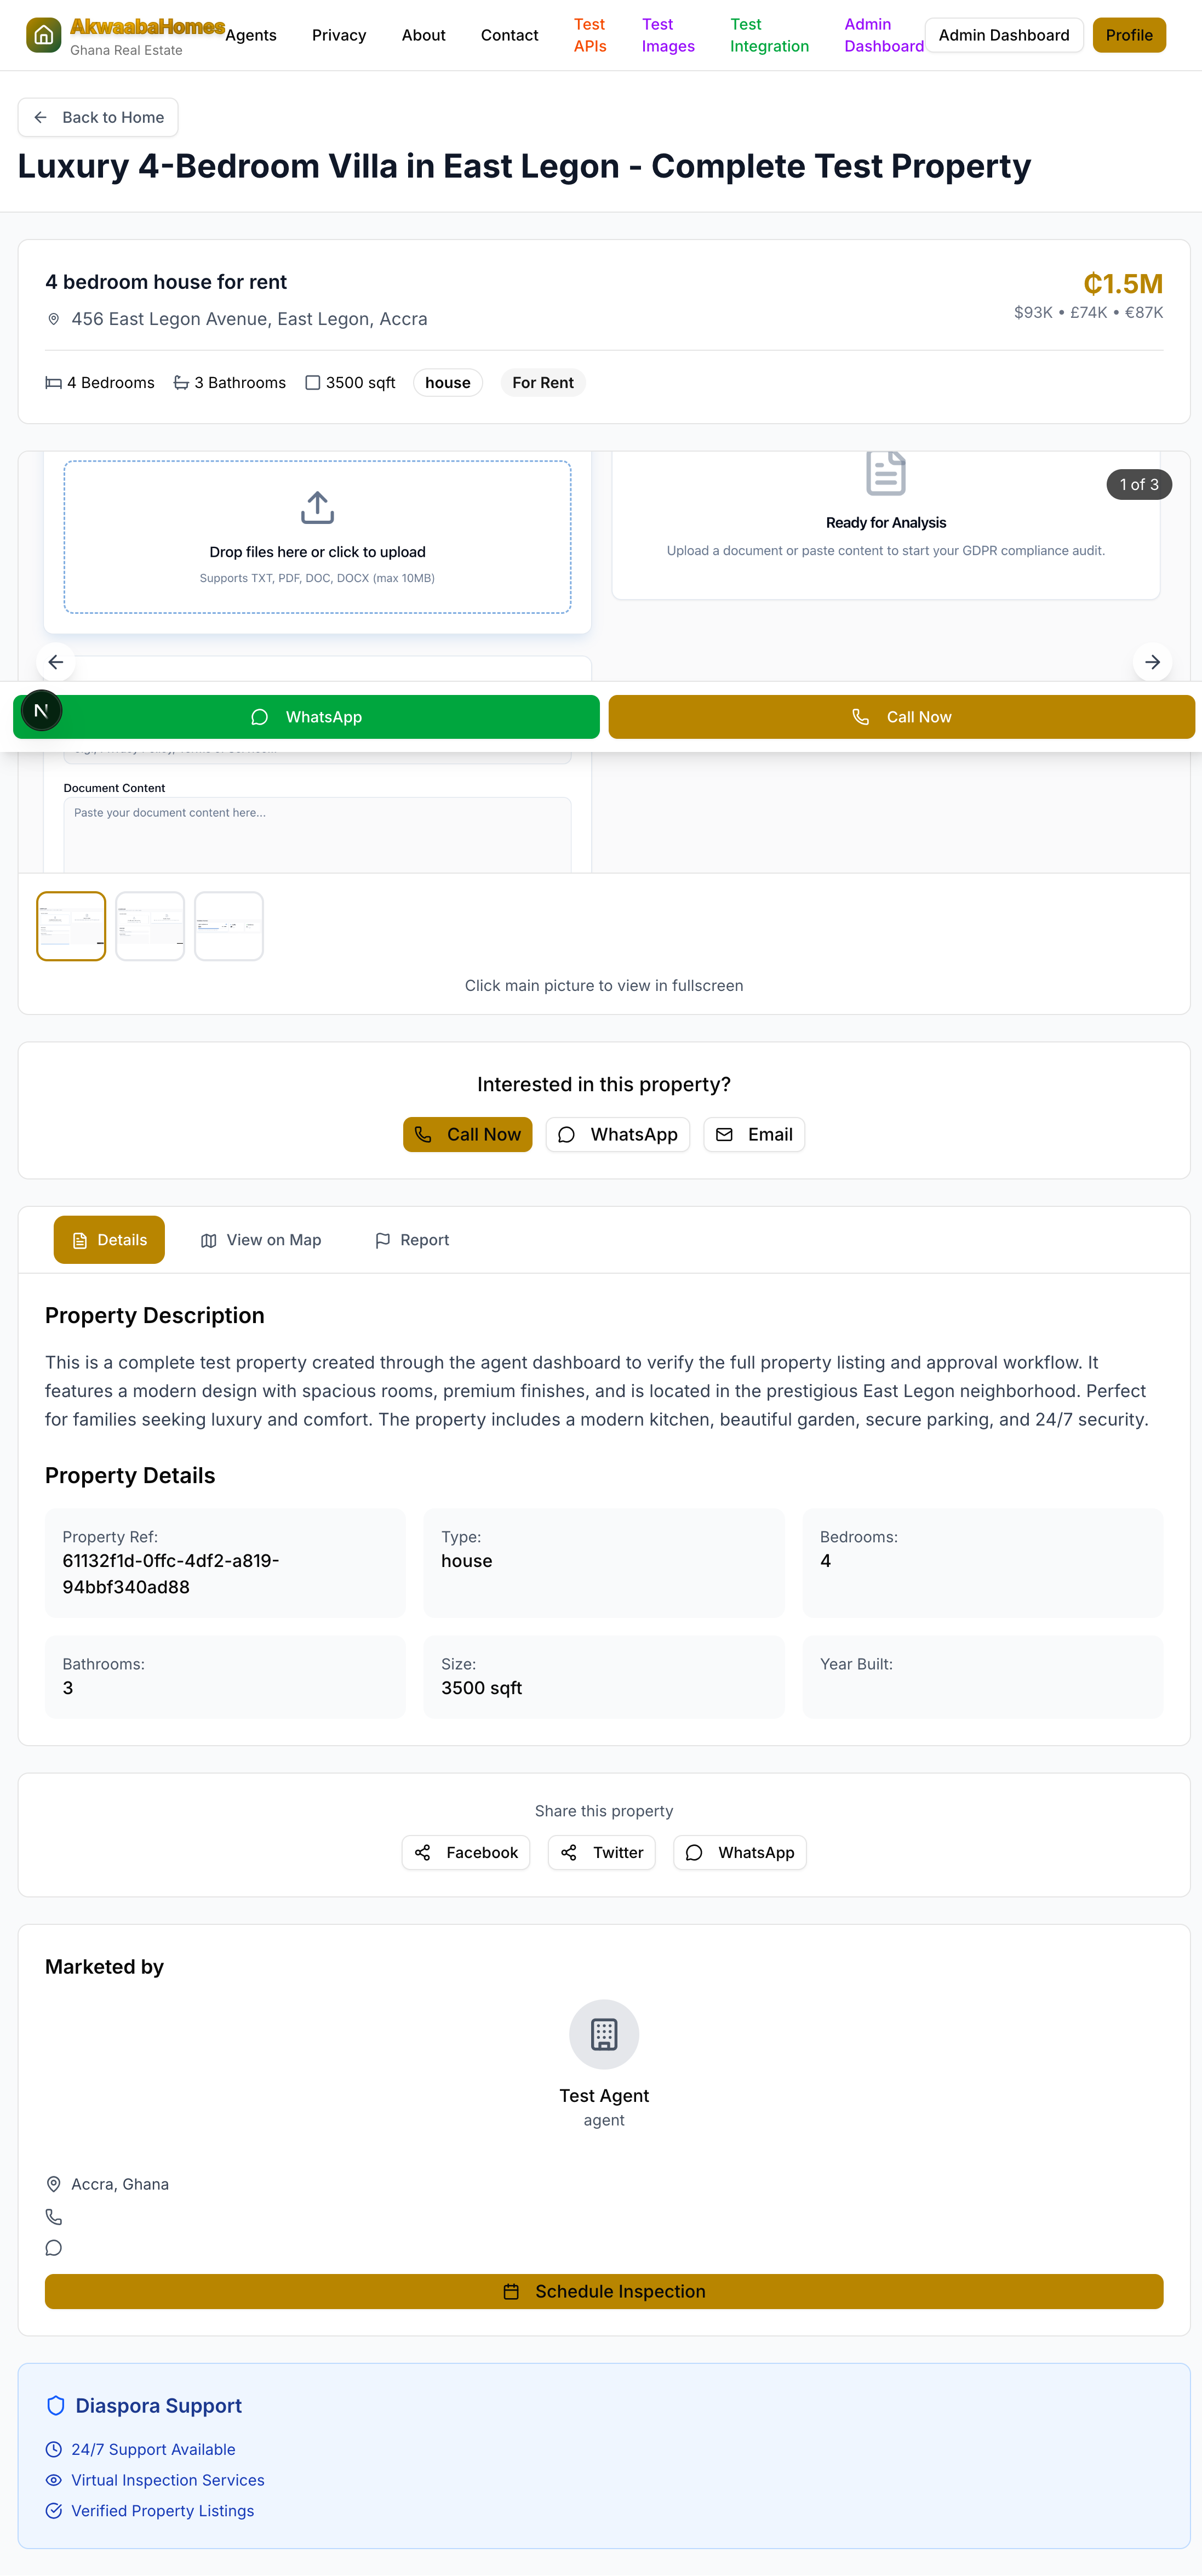 AkwaabaHomes
Ghana Real Estate
Agents
Privacy
About
Contact
Test
APIs
Test
Images
Test
Integration
Admin
Dashboard
Admin Dashboard
Profile
Back to Home
Luxury 4-Bedroom Villa in East Legon - Complete Test Property
4 bedroom house for rent
456 East Legon Avenue, East Legon, Accra
₵1.5M
$93K • £74K • €87K
4 Bedrooms
3 Bathrooms
3500 sqft
house
For Rent
1 of 3
Drop files here or click to upload
Supports TXT, PDF, DOC, DOCX (max 10MB)
Ready for Analysis
Upload a document or paste content to start your GDPR compliance audit.
N
WhatsApp
Call Now
Document Content
Paste your document content here...
Click main picture to view in fullscreen
Interested in this property?
Call Now
WhatsApp
Email
Details
View on Map
Report
Property Description
This is a complete test property created through the agent dashboard to verify the full property listing and approval workflow. It
features a modern design with spacious rooms, premium finishes, and is located in the prestigious East Legon neighborhood. Perfect
for families seeking luxury and comfort. The property includes a modern kitchen, beautiful garden, secure parking, and 24/7 security.
Property Details
Property Ref:
61132f1d-0ffc-4df2-a819-
94bbf340ad88
Type:
house
Bedrooms:
4
Bathrooms:
3
Size:
3500 sqft
Year Built:
Share this property
Facebook
Twitter
WhatsApp
Marketed by
Test Agent
agent
Accra, Ghana
Schedule Inspection
Diaspora Support
24/7 Support Available
Virtual Inspection Services
Verified Property Listings